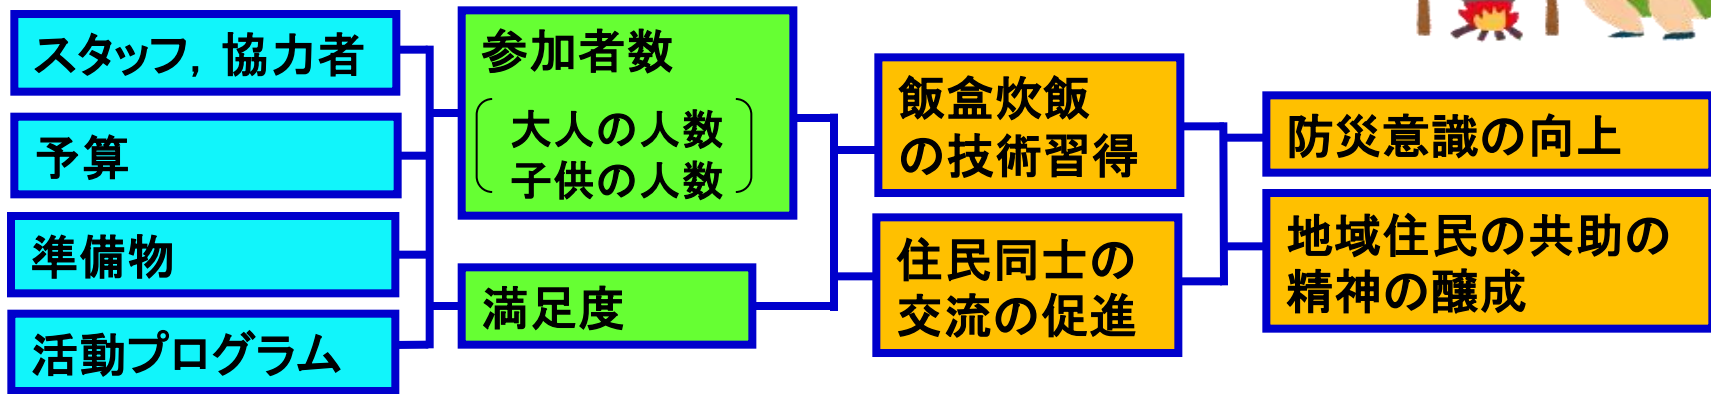 スタッフ，協力者
予算
準備物
活動プログラム
参加者数
大人の人数
子供の人数
満足度
飯盒炊飯
の技術習得
住民同士の
交流の促進
防災意識の向上
地域住民の共助の
精神の醸成